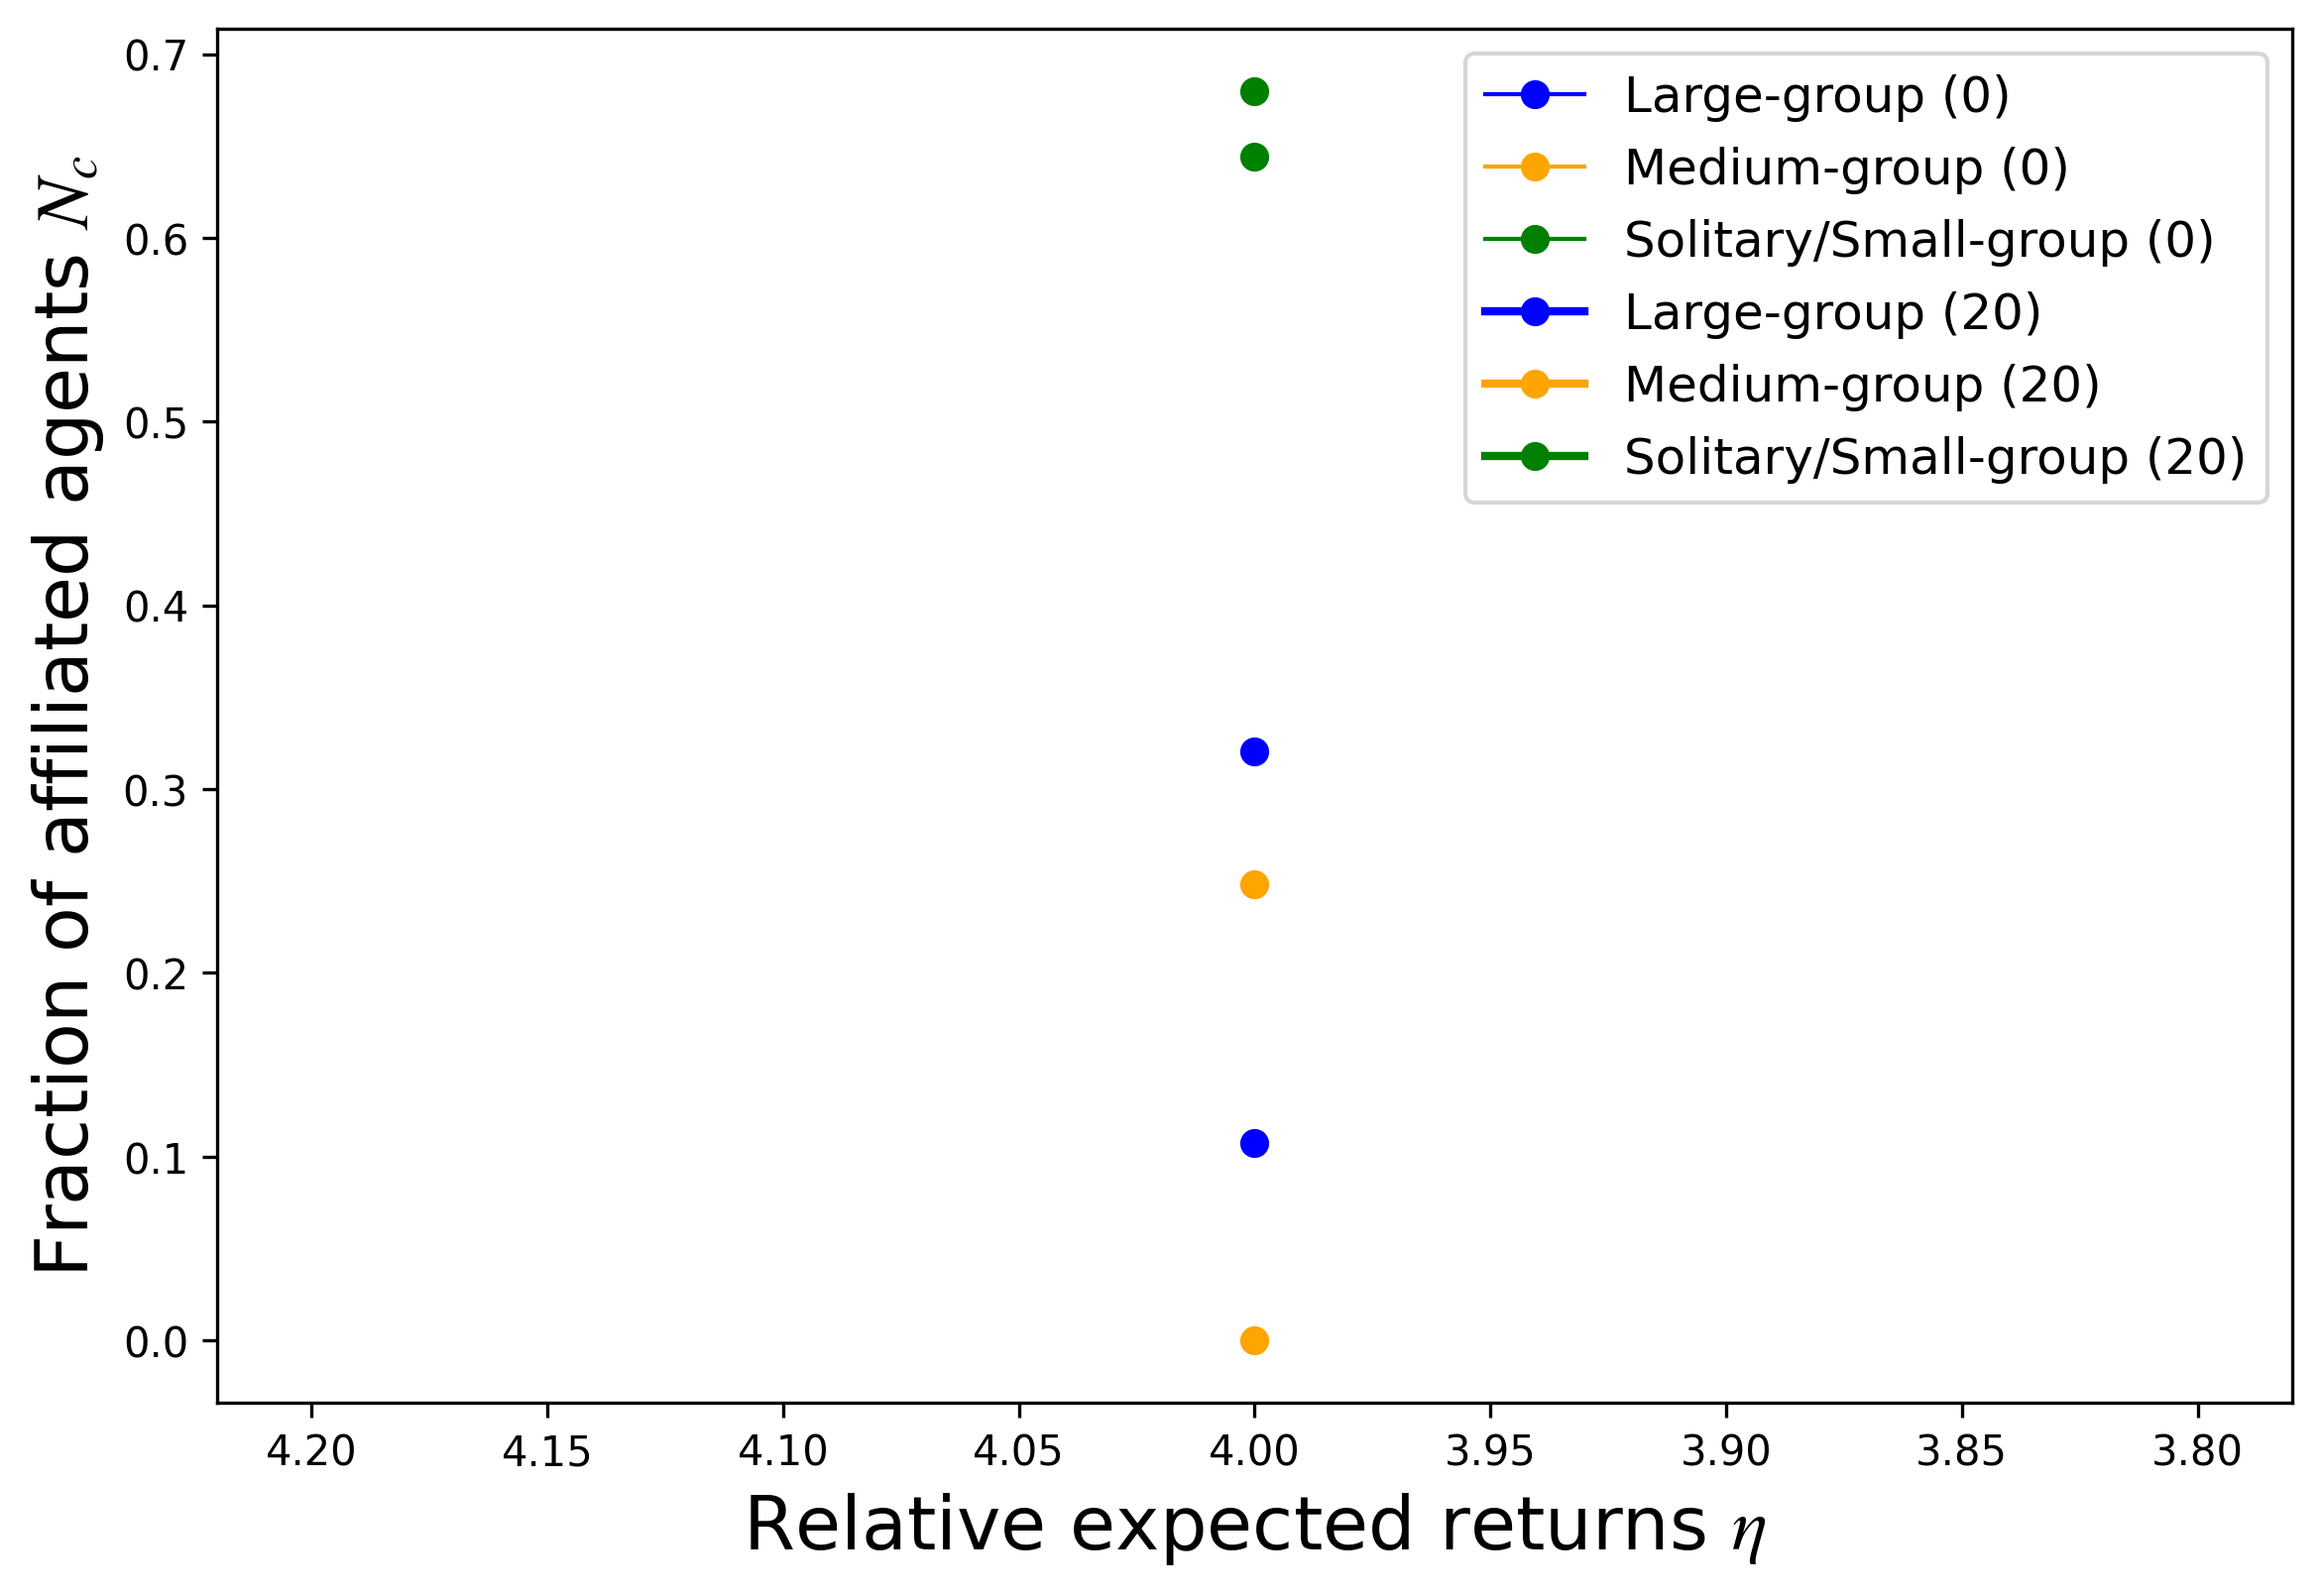 Fraction of affiliated agents N_c
0.7
0.6
0.5
0.4
0.3
0.2
0.1
0.0
Large-group (0)
Medium-group (0)
Solitary/Small-group (0)
Large-group (20)
Medium-group (20)
Solitary/Small-group (20)
4.20 4.15 4.10 4.05 4.00 3.95 3.90 3.85 3.80
Relative expected returns η